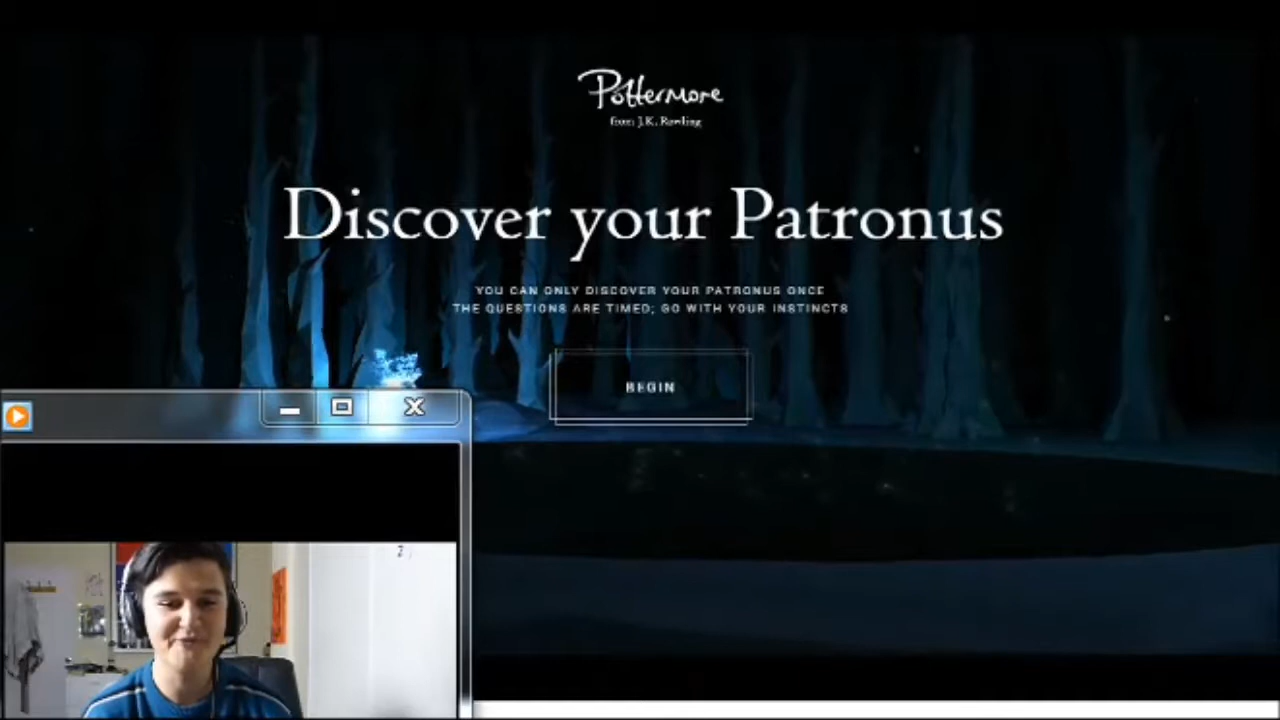 Pottermore
from J.K. Rowling
Discover your Patronus
YOU CAN ONLY DISCOVER YOUR PATRONUS ONCE
THE QUESTIONS ARE TIMED; GO WITH YOUR INSTINCTS
BEGIN